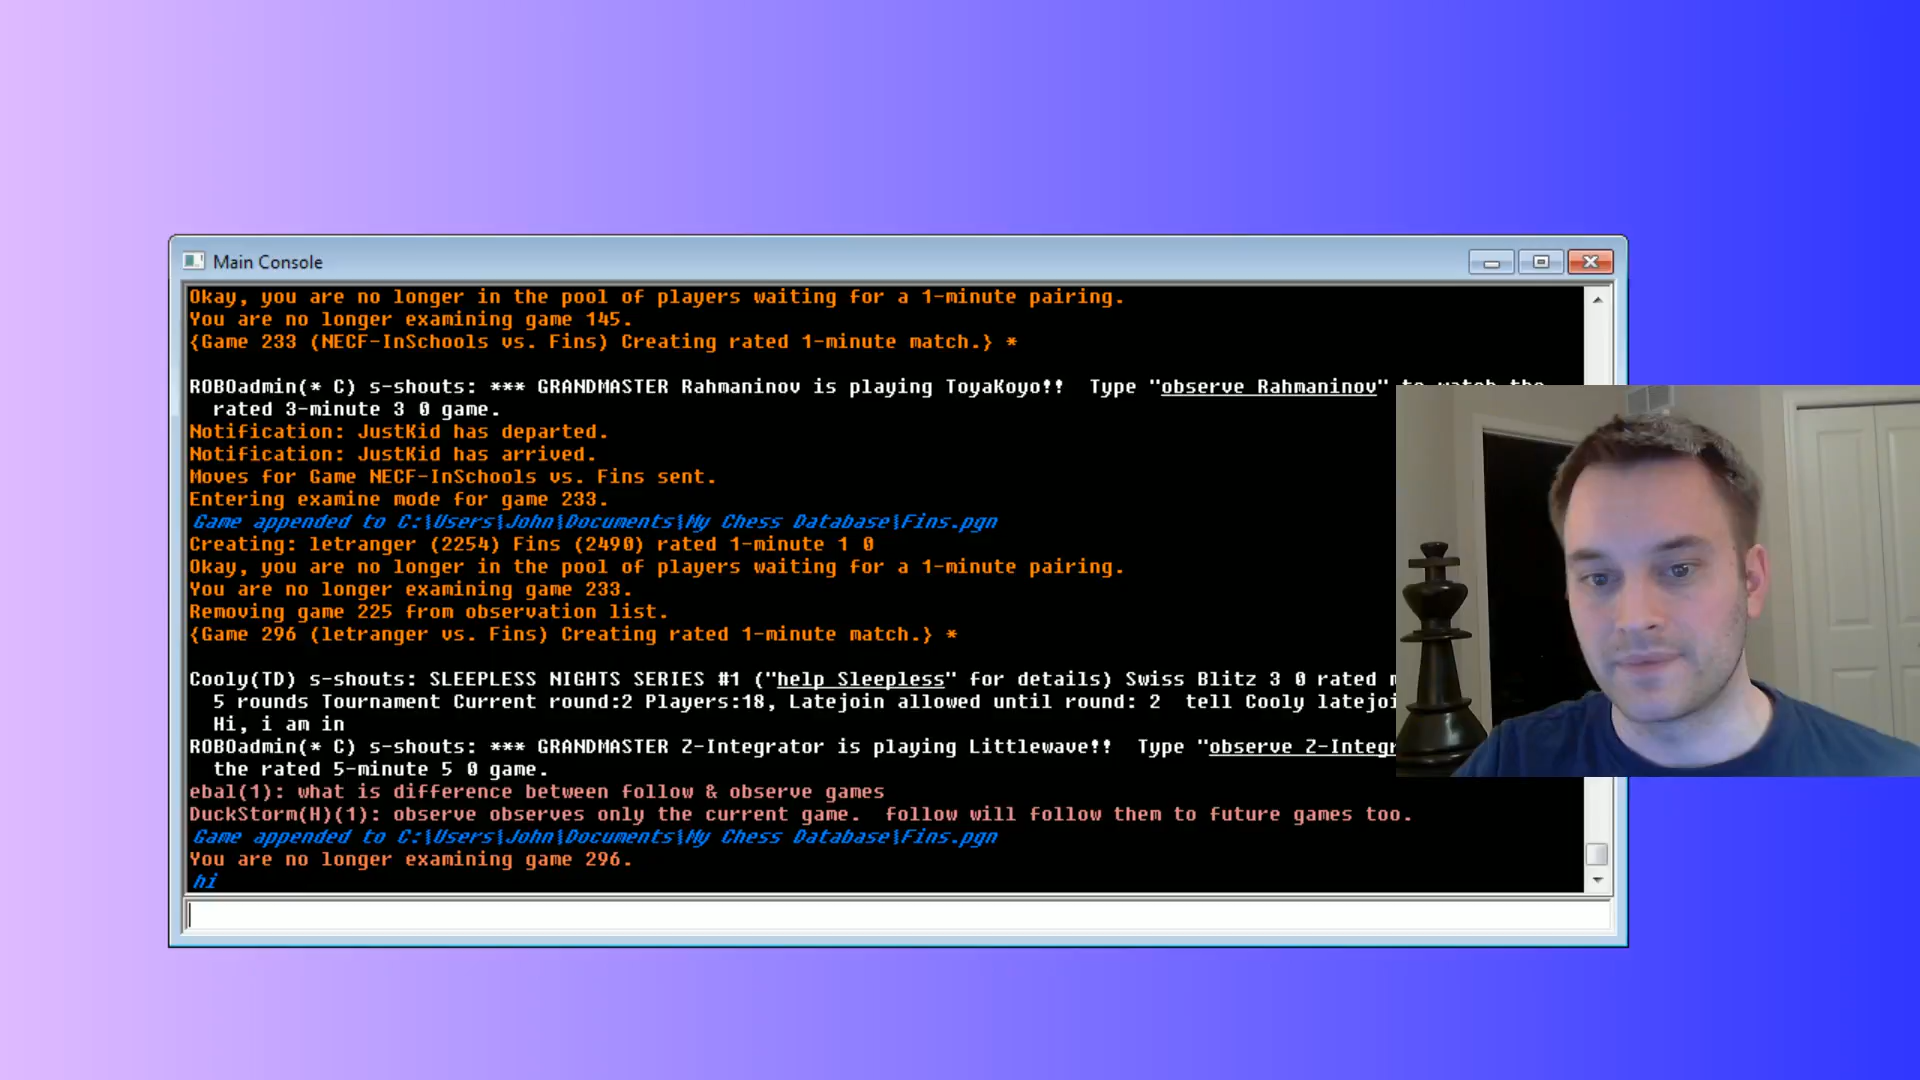 Main Console
Okay, you are no longer in the pool of players waiting for a 1-minute pairing.
You are no longer examining game 145.
{Game 233 (NECF-InSchools vs. Fins) Creating rated 1-minute match.} *
ROBOadmin(* C) s-shouts: *** GRANDMASTER Rahmaninov is playing ToyaKoyo!! Type "observe Rahmaninov" to watch the
rated 3-minute 3 0 game.
Notification: JustKid has departed.
Notification: JustKid has arrived.
Moves for Game NECF-InSchools vs. Fins sent.
Entering examine mode for game 233.
Game appended to C:\Users\John\Documents\My Chess Database\Fins.pgn
Creating: letranger (2254) Fins (2490) rated 1-minute 1 0
Okay, you are no longer in the pool of players waiting for a 1-minute pairing.
You are no longer examining game 233.
Removing game 225 from observation list.
{Game 296 (letranger vs. Fins) Creating rated 1-minute match.} *
Cooly(TD) s-shouts: SLEEPLESS NIGHTS SERIES #1 ("help Sleepless" for details) Swiss Blitz 3 0 rated
5 rounds Tournament Current round:2 Players:18, Latejoin allowed until round: 2 tell Cooly latejoi
Hi, i am in
ROBOadmin(* C) s-shouts: *** GRANDMASTER Z-Integrator is playing Littlewave!! Type "observe Z-Integr
the rated 5-minute 5 0 game.
ebal(1): what is difference between follow & observe games
DuckStorm(H)(1): observe observes only the current game. follow will follow them to future games too.
Game appended to C:\Users\John\Documents\My Chess Database\Fins.pgn
You are no longer examining game 296.
hi